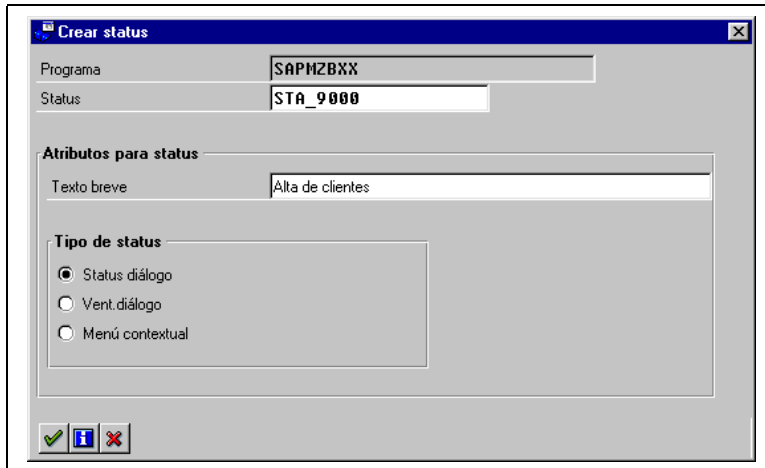 Crear status
Programa SAPMZBXX
Status STA_9000
Atributos para status
Texto breve Alta de clientes
Tipo de status
Status diálogo
Vent.diálogo
Menú contextual